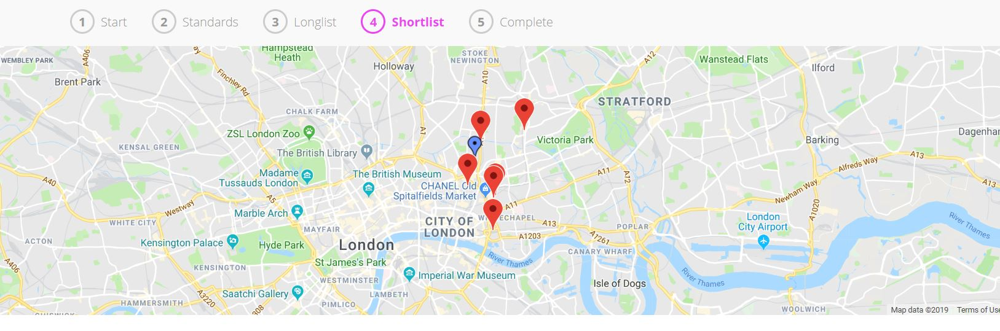 1 Start 2 Standards 3 Longlist 4 Shortlist 5 Complete
Hampstead
Heath
STOKE
NEWINGTON
A12
Wanstead Flats
WEMBLEY PARK
A406
Holloway
Ilford
Brent Park
Finchley Rd
A10
STRATFORD
CHALK FARM
ZSL London Zoo
A1
Victoria Park
Dagenhar
Barking
KENSAL GREEN
The British Library
A13
Alfreds Way
Madame
Tussauds London
The British Museum
A11
A12
A40
CHANEL Old
Spitalfields Market
A13
Newham Way
A5
A11
Westway
Marble Arch
A1020
WHITE CITY
CITY OF
LONDON
A13
London
City Airport
River Thames
MAYFAIR
POPLAR
ACTON
Kensington Palace
Hyde Park
London
A1203
A1261
CANARY WHARF
St James's Park
River Thames
A406
KENSINGTON
Imperial War Museum
River Thames
WESTMINSTER
Isle of Dogs
Saatchi Gallery
A3220
LAMBETH
HAMMERSMITH
PIMLICO
308
WOOLWICH
Map data ©2019 Terms of Use